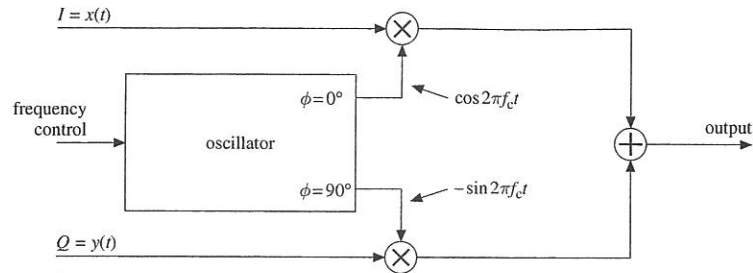 I = x(t)
frequency
control
oscillator
ϕ=0°
cos 2πf_c t
output
ϕ=90°
−sin 2πf_c t
Q = y(t)